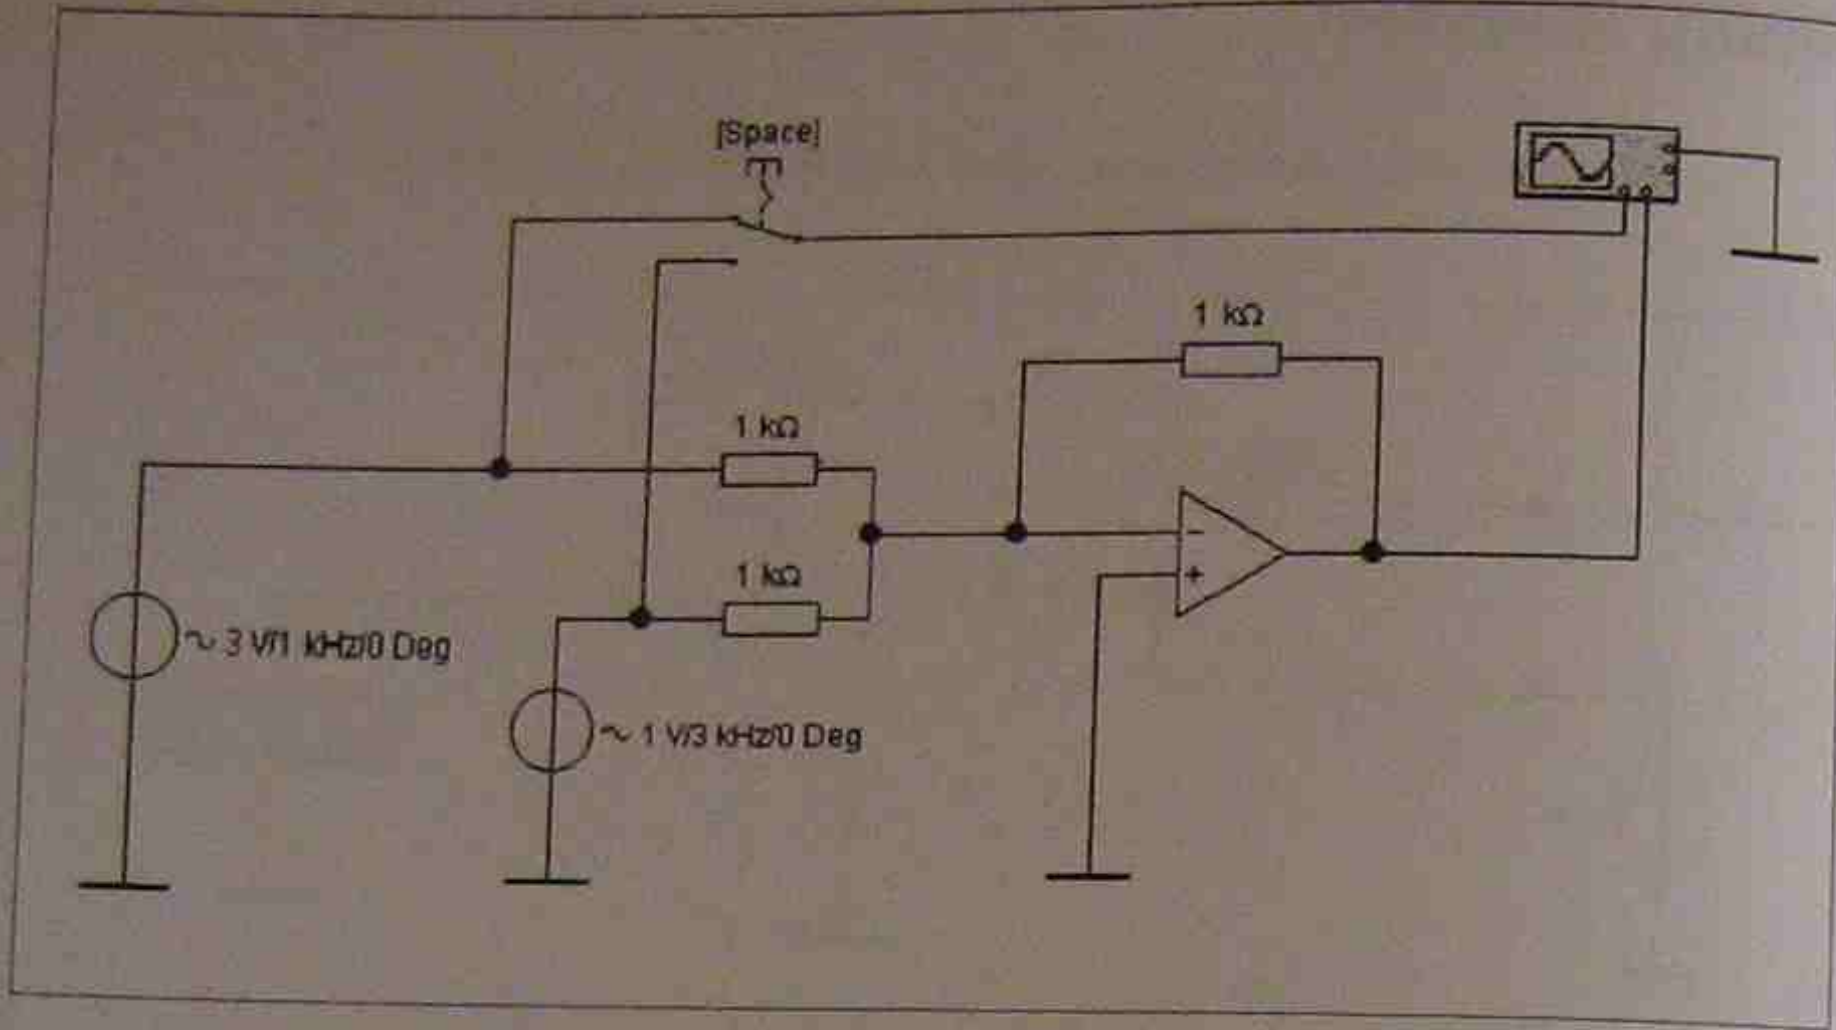 [Space]
1 kΩ
1 kΩ
1 kΩ
~ 3 V/1 kHz/0 Deg
~ 1 V/3 kHz/0 Deg